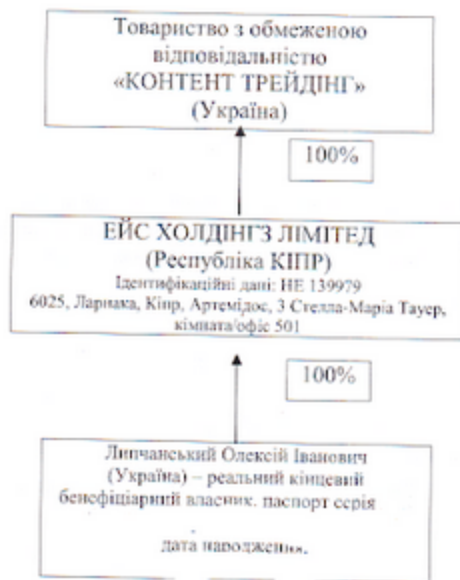 Товариство з обмеженою
відповідальністю
«КОНТЕНТ ТРЕЙДІНГ»
(Україна)
100%
ЕЙС ХОЛДІНГЗ ЛІМІТЕД
(Республіка КІПР)
Ідентифікаційні дані: НЕ 139979
6025, Ларнака, Кіпр, Артемідос, 3 Стелла-Маріа Тауер,
кімната/офіс 501
100%
Липчанський Олексій Іванович
(Україна) – реальний кінцевий
бенефіціарний власник, паспорт серія
дата народження,